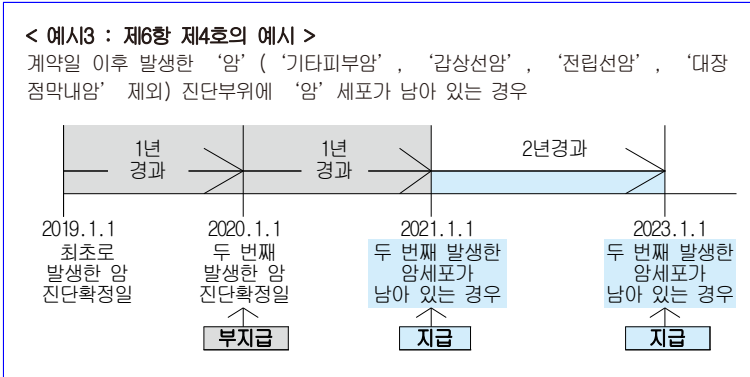 < 예시3 : 제6항 제4호의 예시 >
계약일 이후 발생한 ‘암’ ( ‘기타피부암’ , ‘갑상선암’ , ‘전립선암’ , ‘대장
점막내암’ 제외) 진단부위에 ‘암’ 세포가 남아 있는 경우
1년
경과
1년
경과
2년경과
2019.1.1
최초로
발생한 암
진단확정일
2020.1.1
두 번째
발생한 암
진단확정일
2021.1.1
두 번째 발생한
암세포가
남아 있는 경우
2023.1.1
두 번째 발생한
암세포가
남아 있는 경우
부지급
지급
지급